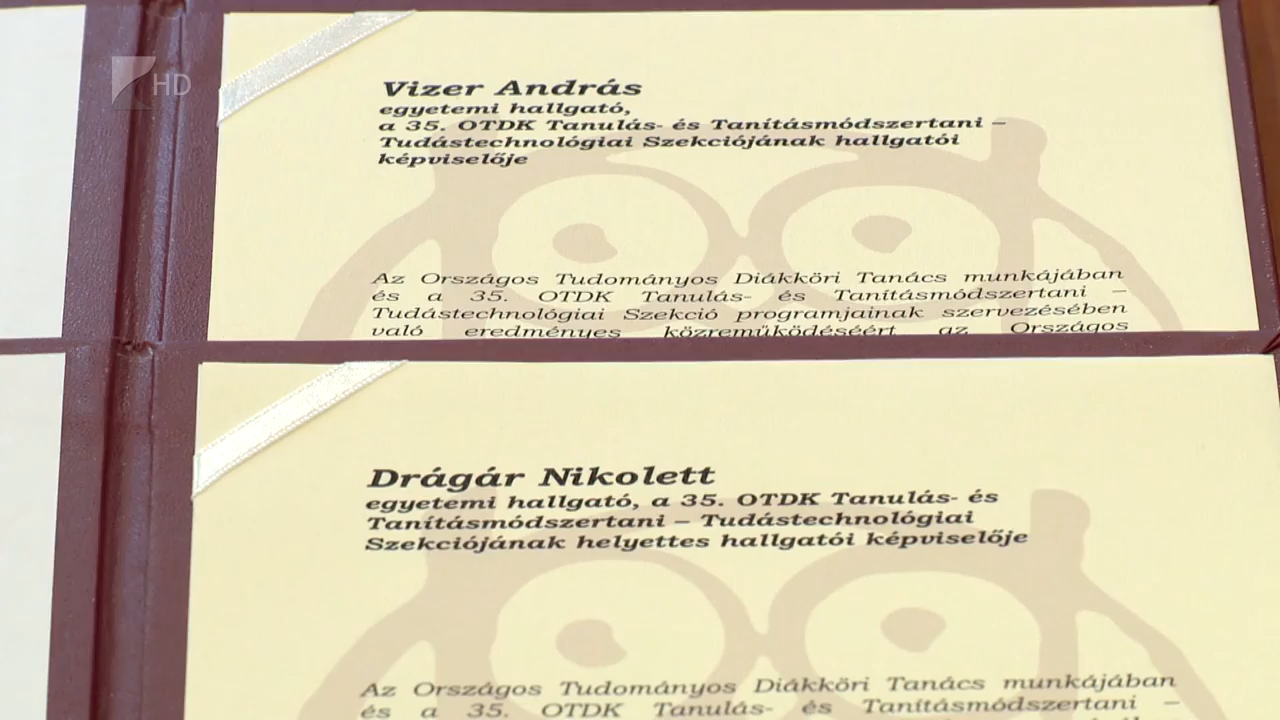 HD
Vizer András
egyetemi hallgató,
a 35. OTDK Tanulás- és Tanításmódszertani –
Tudástechnológiai Szekciójának hallgatói
képviselője
Az Országos Tudományos Diákköri Tanács munkájában
és a 35. OTDK Tanulás- és Tanításmódszertani –
Tudástechnológiai Szekció programjainak szervezésében
való eredményes közreműködéséért az Országos
Drágár Nikolett
egyetemi hallgató, a 35. OTDK Tanulás- és
Tanításmódszertani – Tudástechnológiai
Szekciójának helyettes hallgatói képviselője
Az Országos Tudományos Diákköri Tanács munkájában
és a 35. OTDK Tanulás- és Tanításmódszertani –